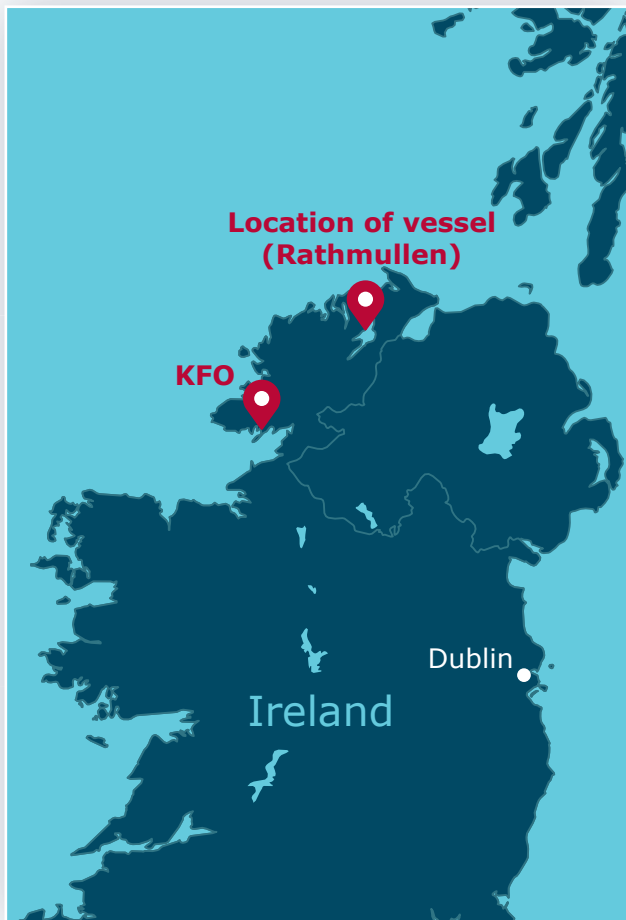 Location of vessel
(Rathmullen)
KFO
Dublin
Ireland